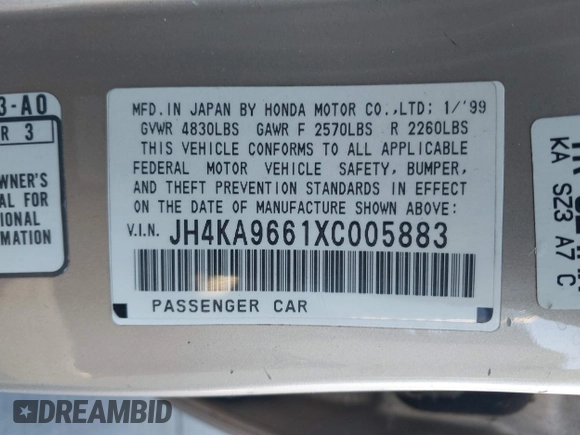 3-A0
R 3
WNER'S
AL FOR
IONAL
RMATION
MFD. IN JAPAN BY HONDA MOTOR CO., LTD; 1/'99
GVWR 4830LBS GAWR F 2570LBS R 2260LBS
THIS VEHICLE CONFORMS TO ALL APPLICABLE
FEDERAL MOTOR VEHICLE SAFETY, BUMPER,
AND THEFT PREVENTION STANDARDS IN EFFECT
ON THE DATE OF MANUFACTURE SHOWN ABOVE:
V.I.N. JH4KA9661XC005883
PASSENGER CAR
KA SZ3 A7 C
DREAMBID